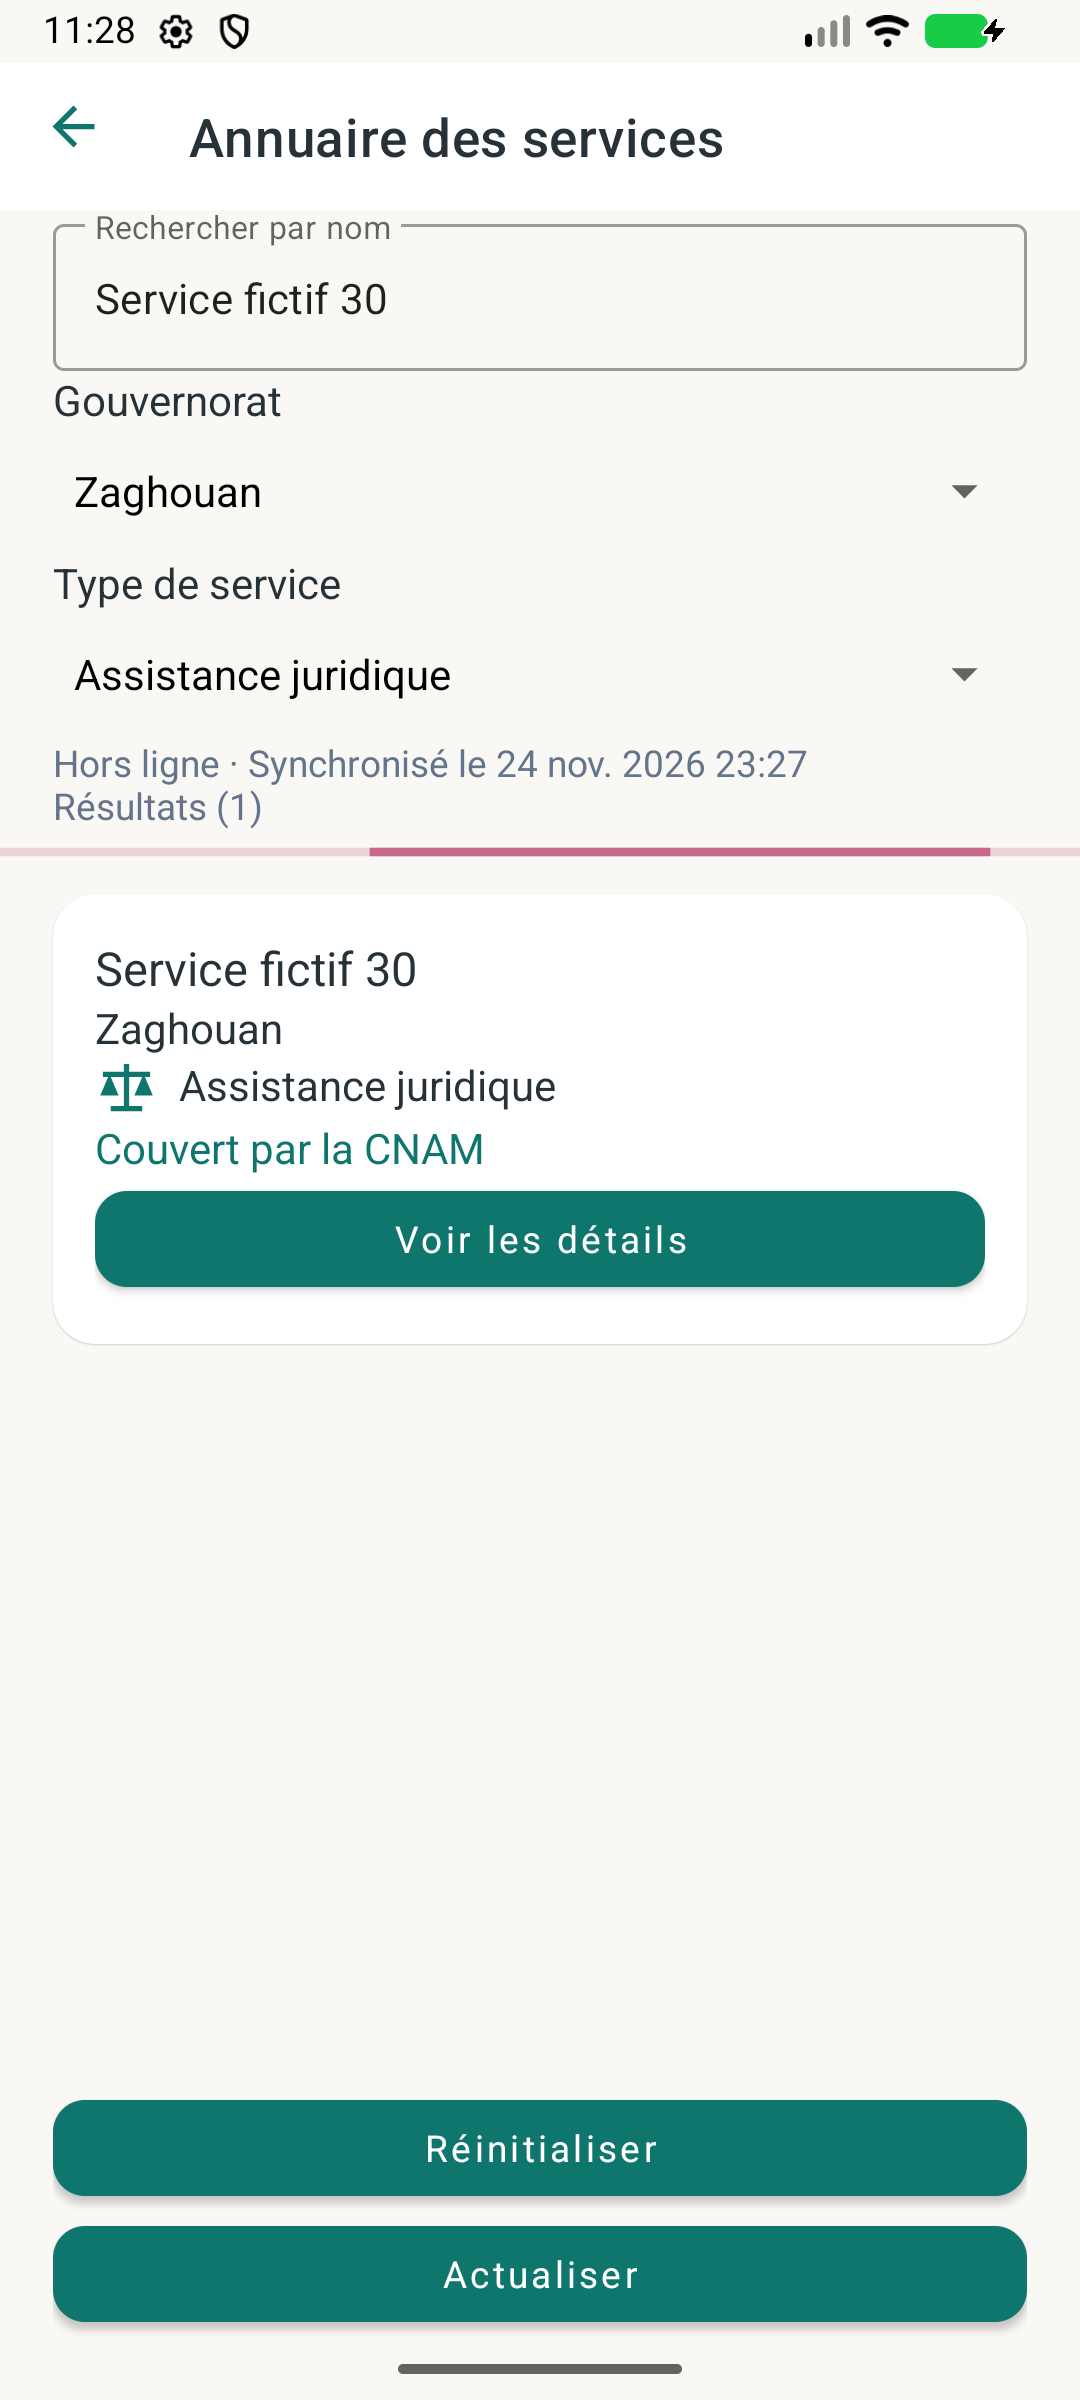 11:28
Annuaire des services
Rechercher par nom
Service fictif 30
Gouvernorat
Zaghouan
Type de service
Assistance juridique
Hors ligne · Synchronisé le 24 nov. 2026 23:27
Résultats (1)
Service fictif 30
Zaghouan
Assistance juridique
Couvert par la CNAM
Voir les détails
Réinitialiser
Actualiser